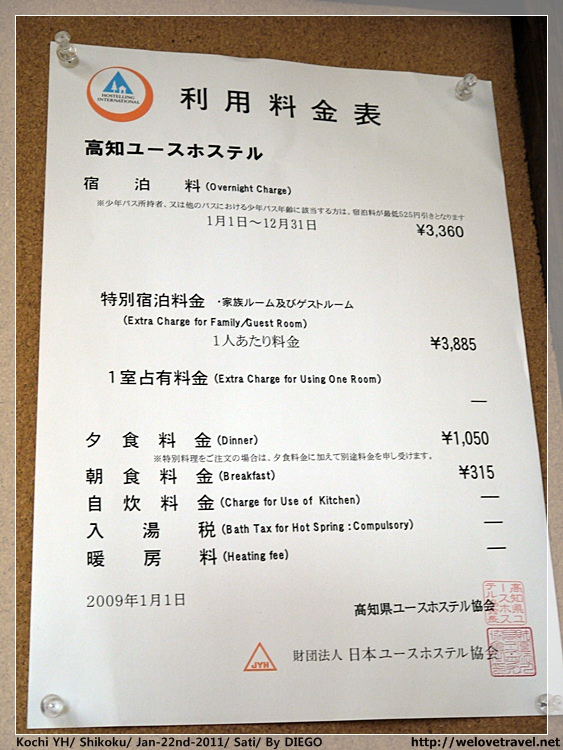 HOSTELLING
INTERNATIONAL
利用料金表
高知ユースホステル
宿泊料 (Overnight Charge)
※少年パス所持者、又は他のパスにおける少年パス年齢に該当する方は、宿泊料が最低525円引きとなります
1月1日～12月31日 ¥3,360
特別宿泊料金 ・家族ルーム及びゲストルーム
(Extra Charge for Family/Guest Room)
1人あたり料金 ¥3,885
1室占有料金 (Extra Charge for Using One Room) —
夕食料金 (Dinner) ¥1,050
※特別料理をご注文の場合は、夕食料金に加えて別途料金を申し受けます。
朝食料金 (Breakfast) ¥315
自炊料金 (Charge for Use of Kitchen) —
入湯税 (Bath Tax for Hot Spring : Compulsory) —
暖房料 (Heating fee) —
2009年1月1日
高知県ユースホステル協会
JYH 財団法人 日本ユースホステル協会
Kochi YH/ Shikoku/ Jan-22nd-2011/ Sati/ By DIEGO http://welovetravel.net